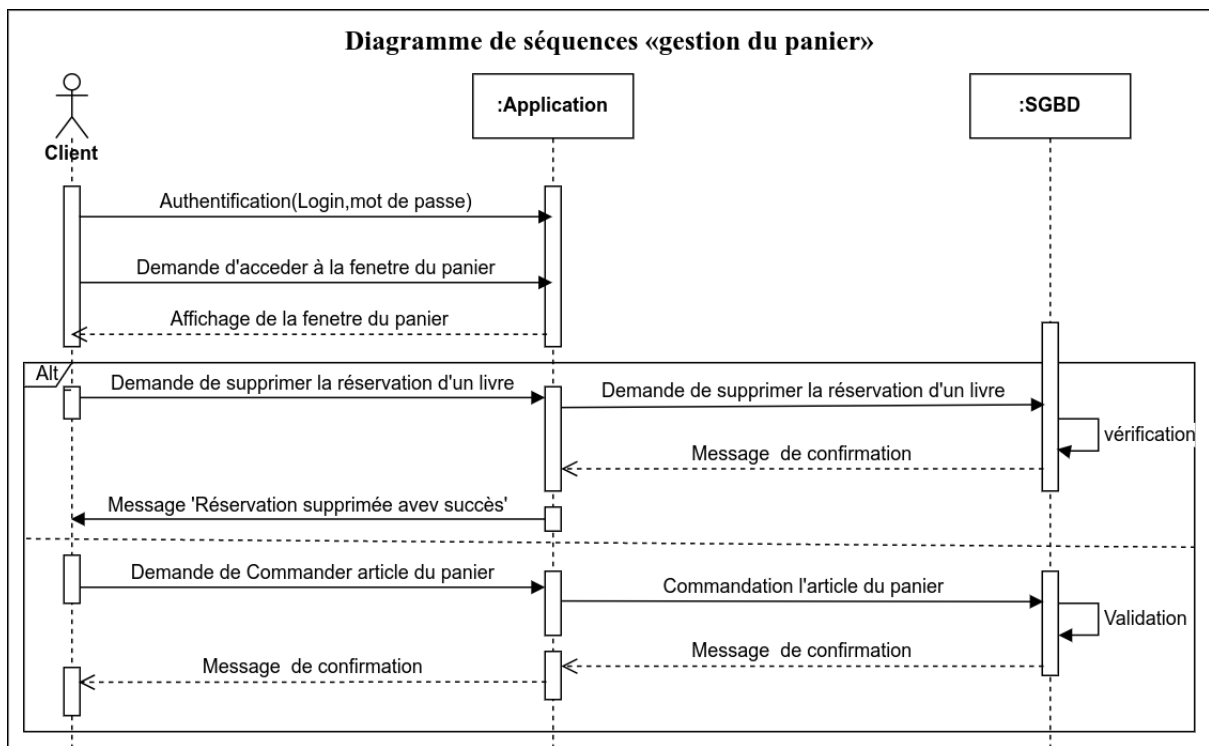 Diagramme de séquences «gestion du panier»
:Application
:SGBD
Client
Authentification(Login,mot de passe)
Demande d'acceder à la fenetre du panier
Affichage de la fenetre du panier
Alt
Demande de supprimer la réservation d'un livre
Demande de supprimer la réservation d'un livre
vérification
Message  de confirmation
Message 'Réservation supprimée avev succès'
Demande de Commander article du panier
Commandation l'article du panier
Validation
Message  de confirmation
Message  de confirmation